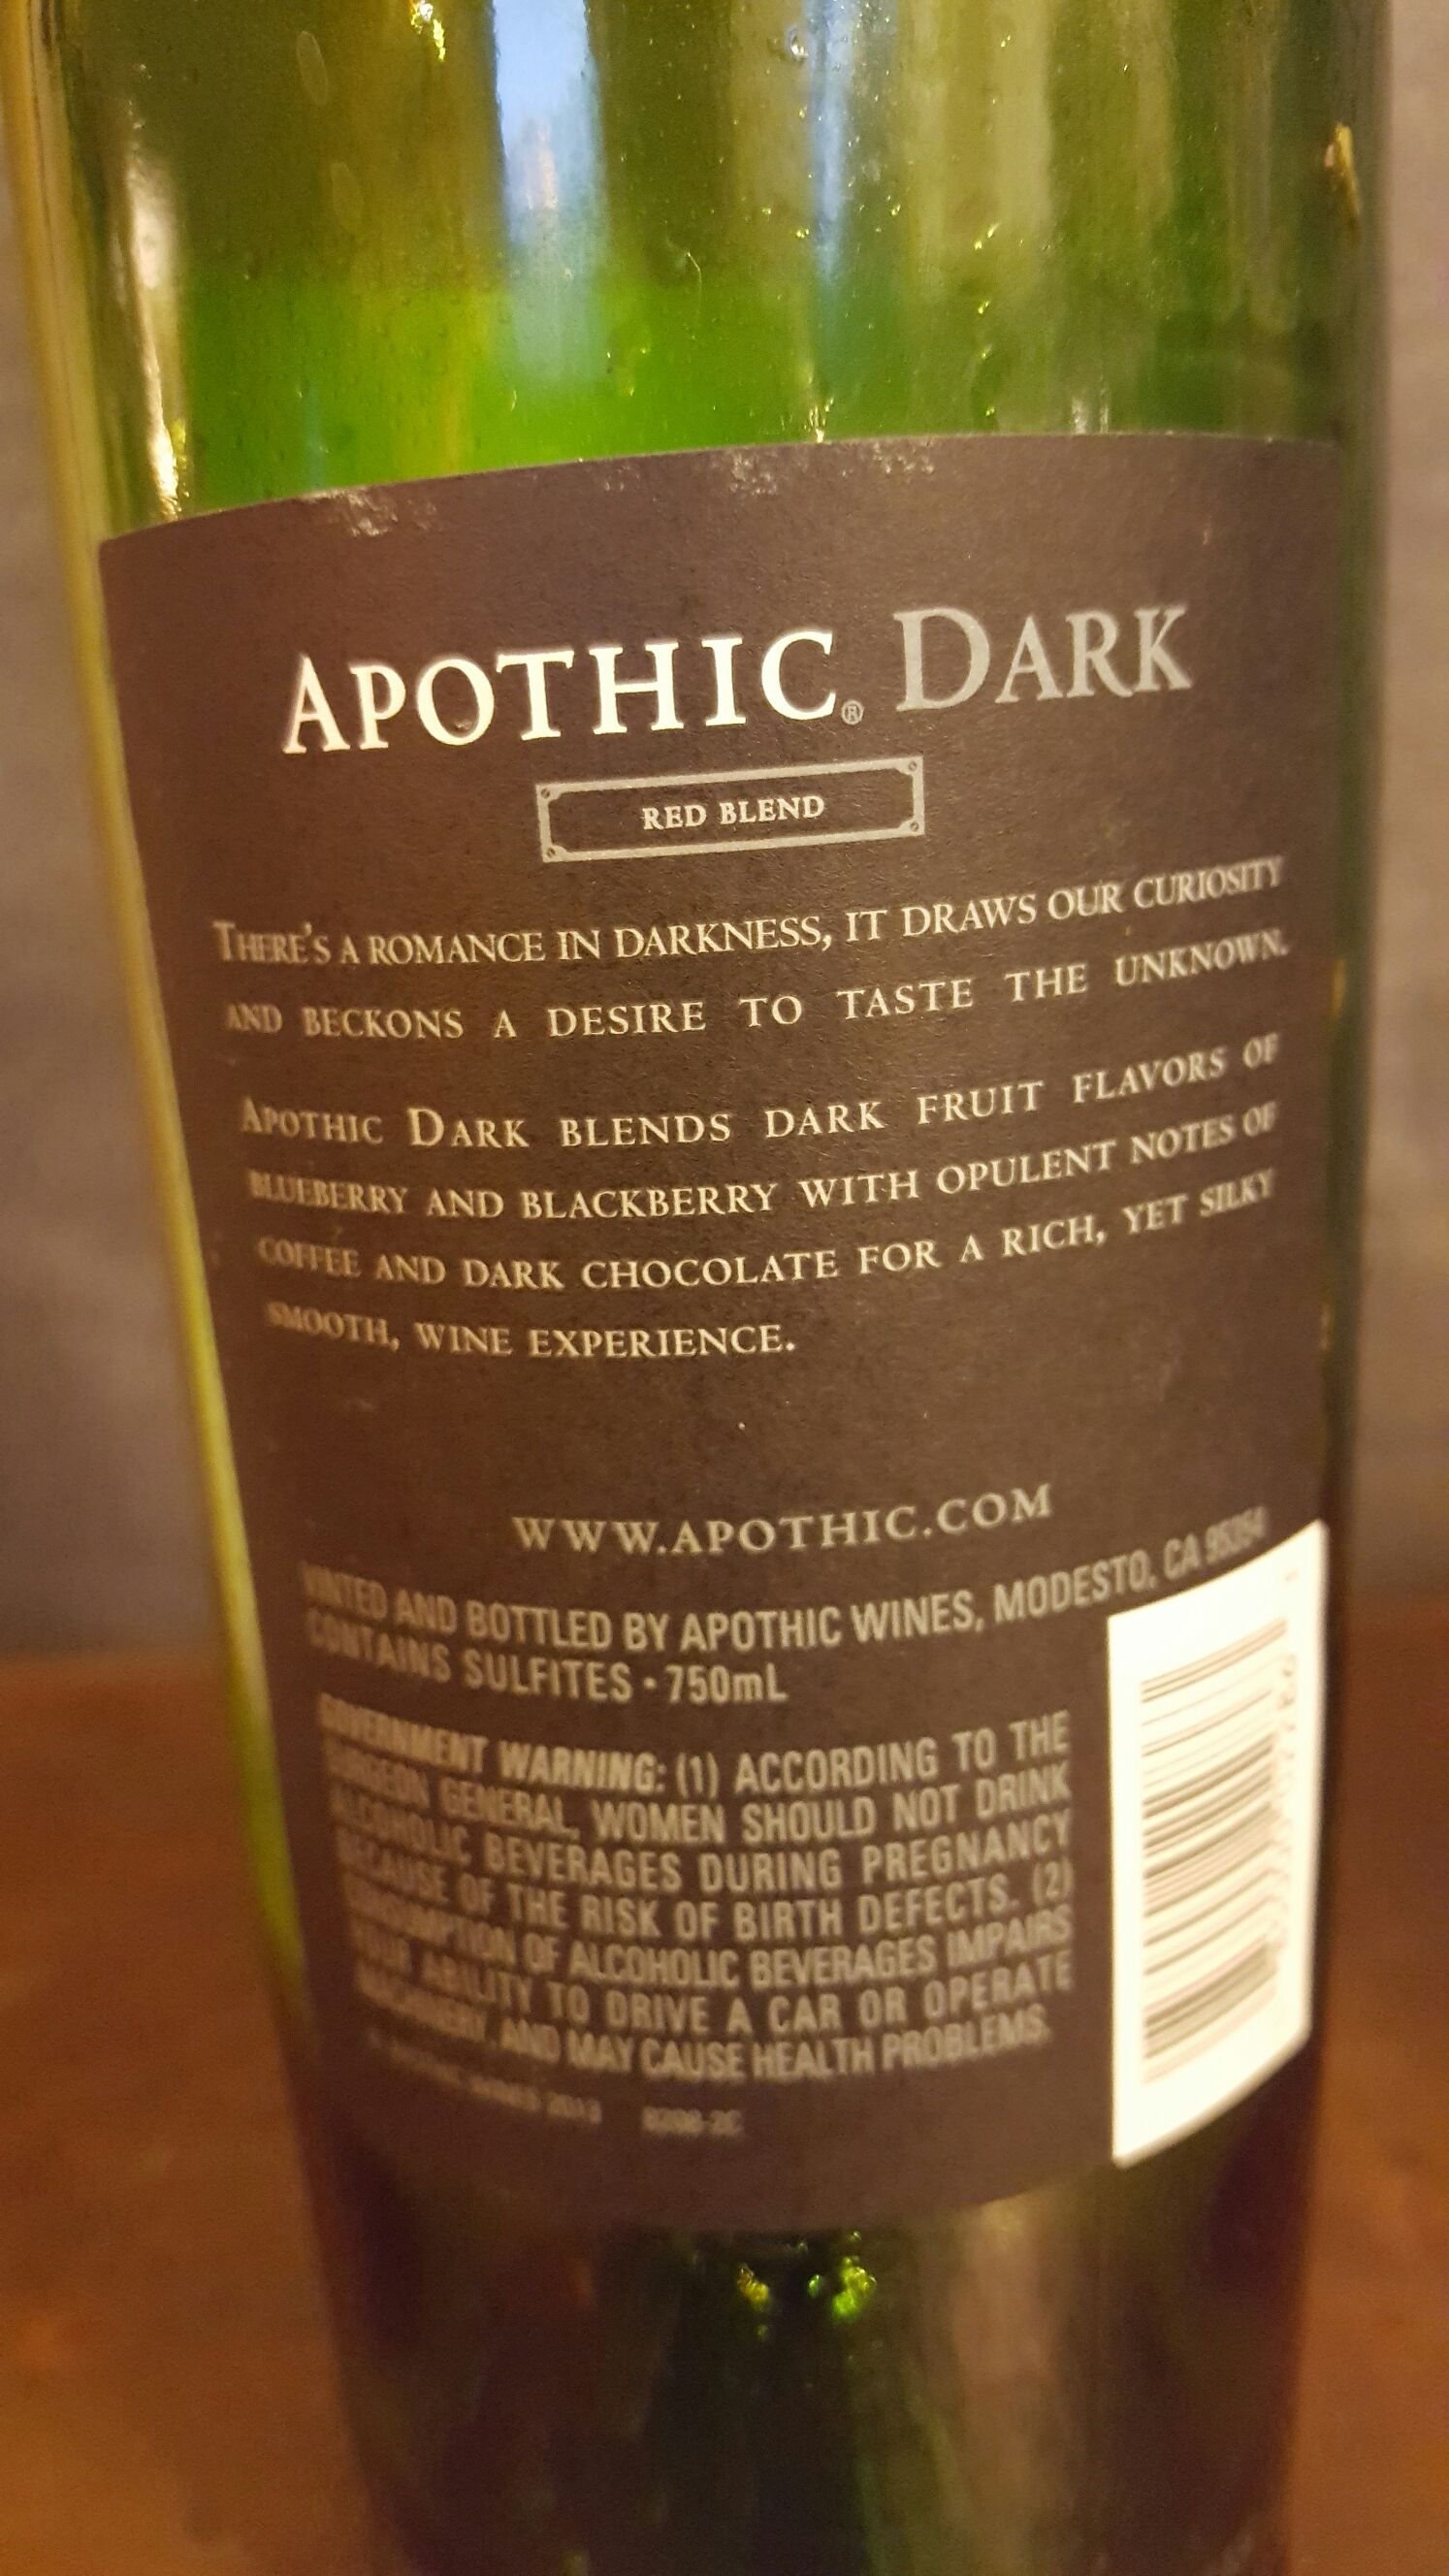 APOTHIC® DARK
RED BLEND
THERE'S A ROMANCE IN DARKNESS, IT DRAWS OUR CURIOSITY
AND BECKONS A DESIRE TO TASTE THE UNKNOWN.
APOTHIC DARK BLENDS DARK FRUIT FLAVORS OF
BLUEBERRY AND BLACKBERRY WITH OPULENT NOTES OF
COFFEE AND DARK CHOCOLATE FOR A RICH, YET SILKY
SMOOTH, WINE EXPERIENCE.
WWW.APOTHIC.COM
VINTED AND BOTTLED BY APOTHIC WINES, MODESTO, CA 95354
CONTAINS SULFITES • 750mL
GOVERNMENT WARNING: (1) ACCORDING TO THE
SURGEON GENERAL, WOMEN SHOULD NOT DRINK
ALCOHOLIC BEVERAGES DURING PREGNANCY
BECAUSE OF THE RISK OF BIRTH DEFECTS. (2)
CONSUMPTION OF ALCOHOLIC BEVERAGES IMPAIRS
YOUR ABILITY TO DRIVE A CAR OR OPERATE
MACHINERY, AND MAY CAUSE HEALTH PROBLEMS.
WINES